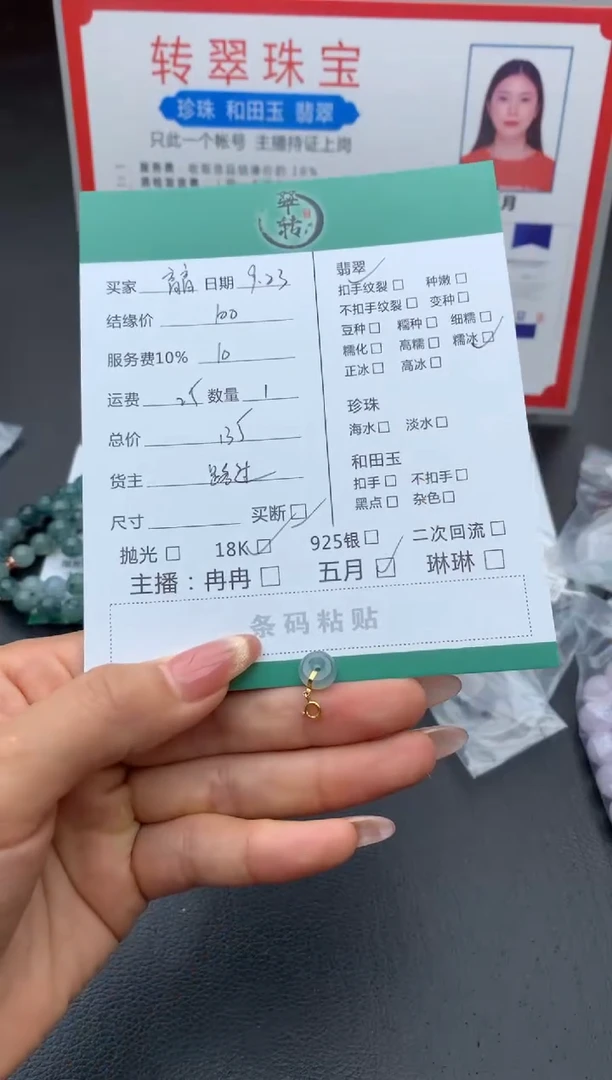 转翠珠宝
珍珠 和田玉 翡翠
只此一个帐号 主播持证上岗
月
翠转
买家 日期 9.23
结缘价 100
服务费10% 10
运费 25 数量 1
总价 135
货主 路过
尺寸 买断
抛光 18K 925银 二次回流
主播：冉冉 五月 琳琳
条码粘贴
翡翠
扣手纹裂 种嫩
不扣手纹裂 变种
豆种 糯种 细糯
糯化 高糯 糯冰
正冰 高冰
珍珠
海水 淡水
和田玉
扣手 不扣手
黑点 杂色